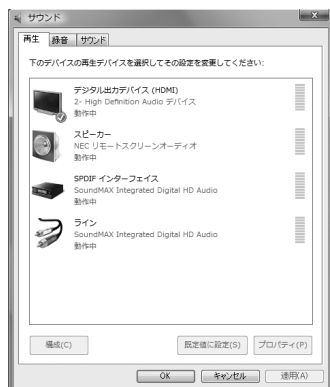 サウンド
再生 録音 サウンド
下のデバイスの再生デバイスを選択してその設定を変更してください:
デジタル出力デバイス (HDMI)
2- High Definition Audio デバイス
動作中
スピーカー
NEC リモートスクリーンオーディオ
動作中
SPDIF インターフェイス
SoundMAX Integrated Digital HD Audio
動作中
ライン
SoundMAX Integrated Digital HD Audio
動作中
構成(C) 既定値に設定(S) プロパティ(P)
OK キャンセル 適用(A)